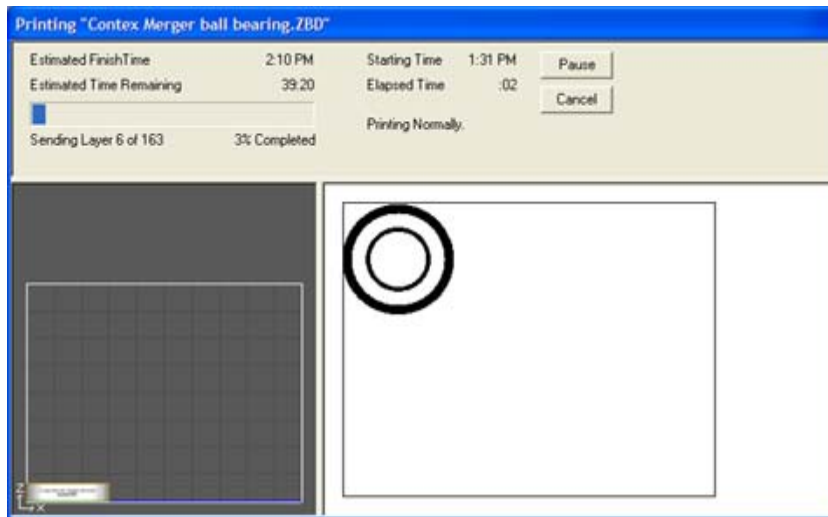 Printing "Contex Merger ball bearing.ZBD"
Estimated FinishTime 2:10 PM Starting Time 1:31 PM Pause
Estimated Time Remaining 39:20 Elapsed Time :02
Cancel
Printing Normally.
Sending Layer 6 of 163 3% Completed
Z
X